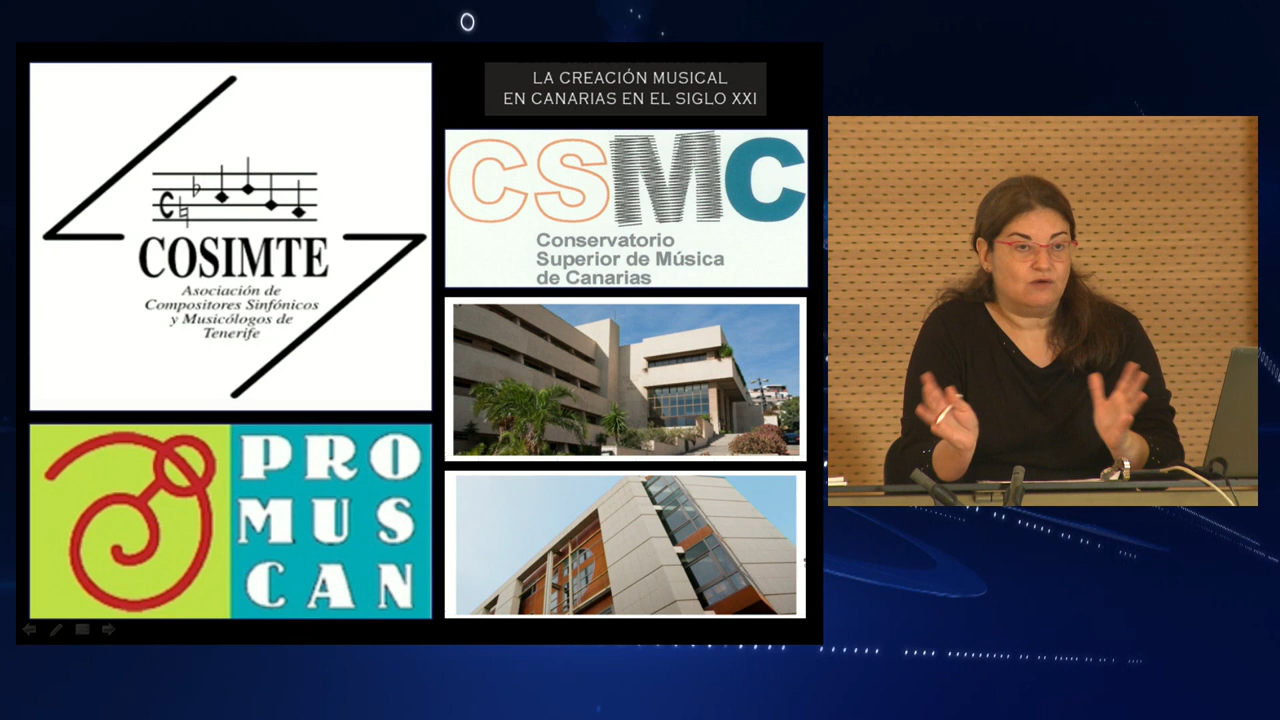 LA CREACIÓN MUSICAL
EN CANARIAS EN EL SIGLO XXI
COSIMTE
Asociación de
Compositores Sinfónicos
y Musicólogos de
Tenerife
CSMC
Conservatorio
Superior de Música
de Canarias
PRO
MUS
CAN